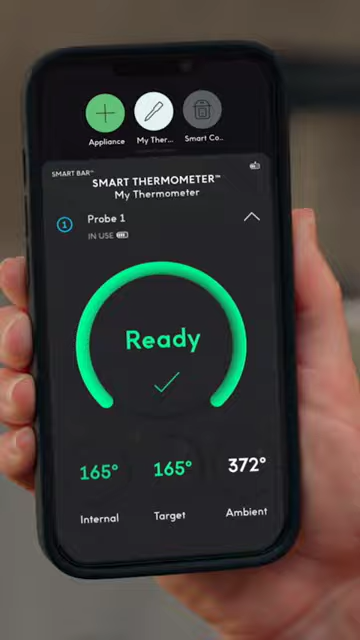 Appliance My Ther... Smart Co..
SMART BAR™
SMART THERMOMETER™
My Thermometer
1 Probe 1
IN USE
Ready
165° 165° 372°
Internal Target Ambient